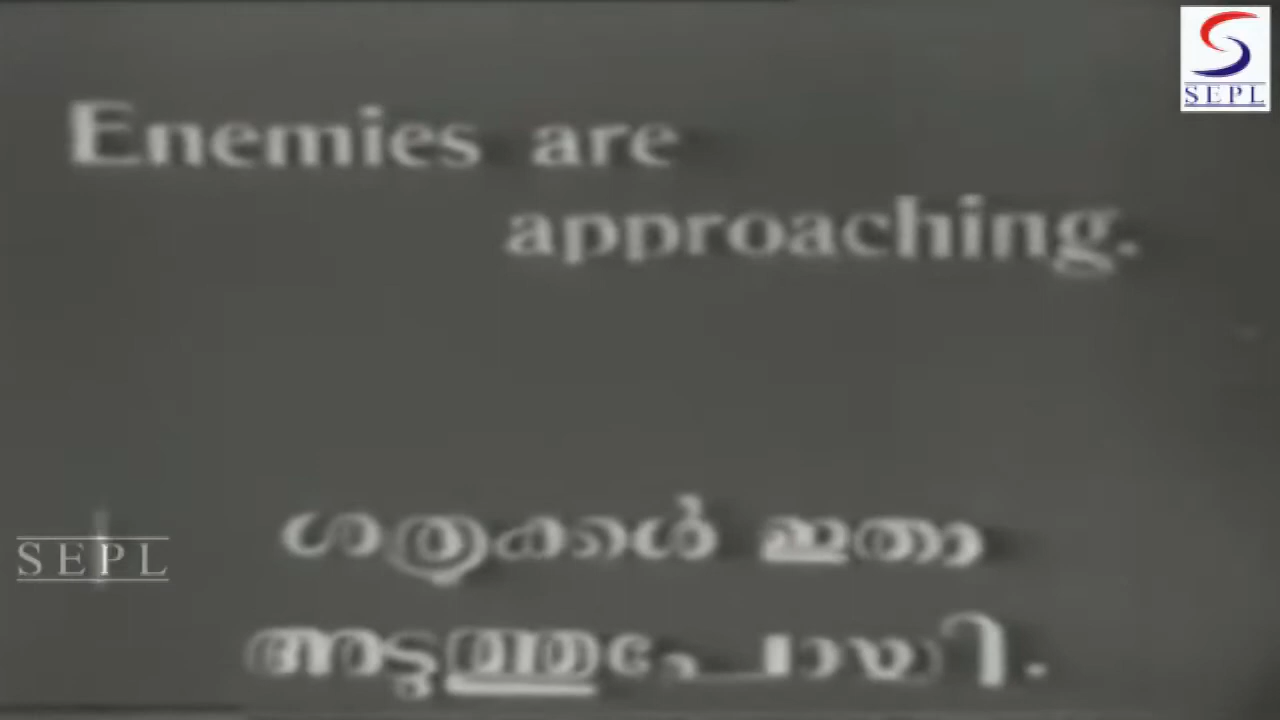 SEPL
Enemies are
approaching.
ശത്രുക്കൾ ഇതാ
SEPL
അടുത്തുപോയി.